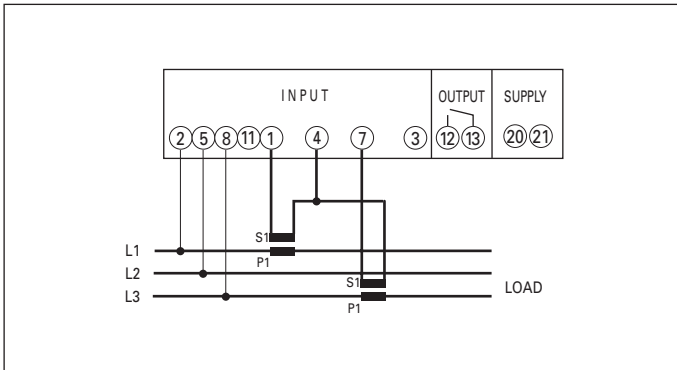 INPUT OUTPUT SUPPLY
2 5 8 11 1 4 7 3 12 13 20 21
S1
L1
P1
L2
S1
LOAD
L3
P1